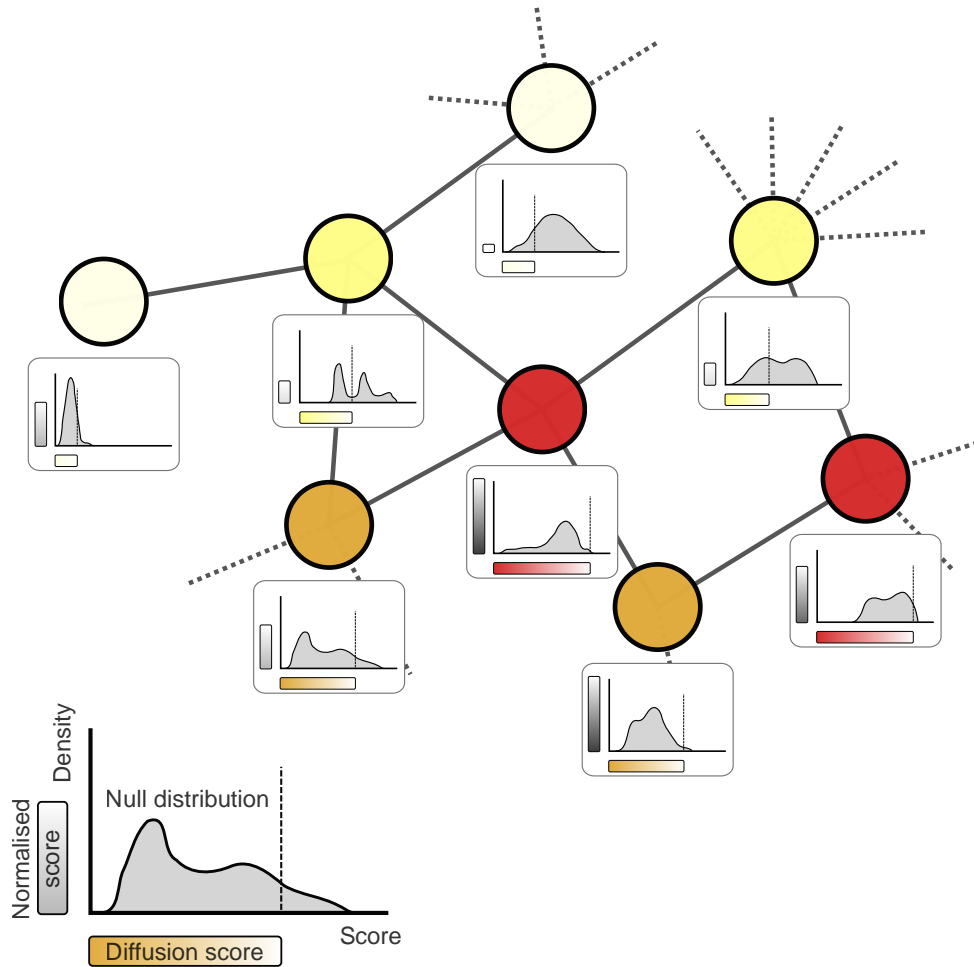 Density
Normalised
score
Null distribution
Score
Diffusion score